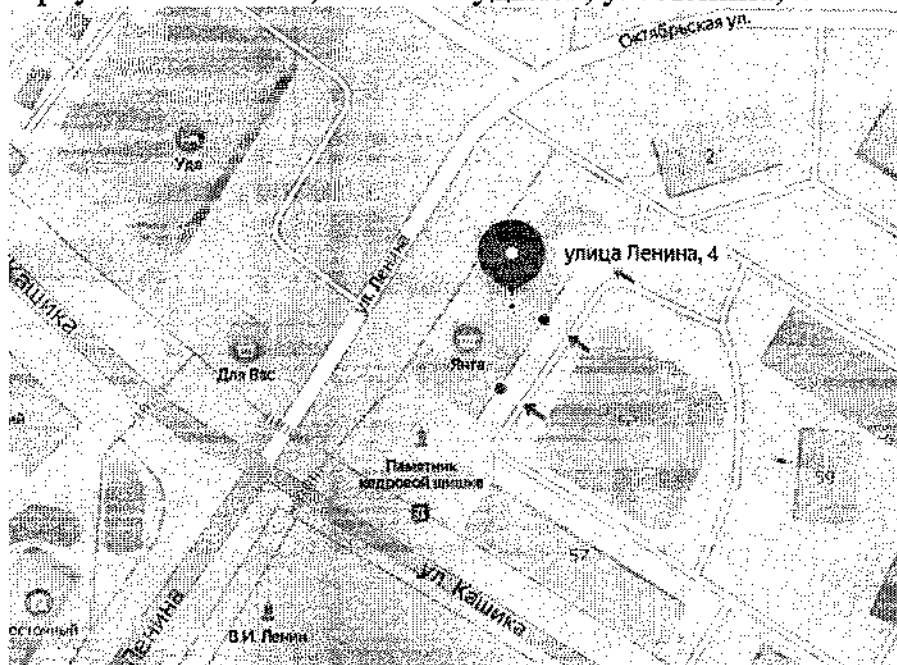 Октябрьская ул.
2
Уда
улица Ленина, 4
ул. Ленина
Кашика
Янта
Для Вас
Памятник
кедровой шишке
59
57
ул. Кашика
В.И. Ленин
Ленина